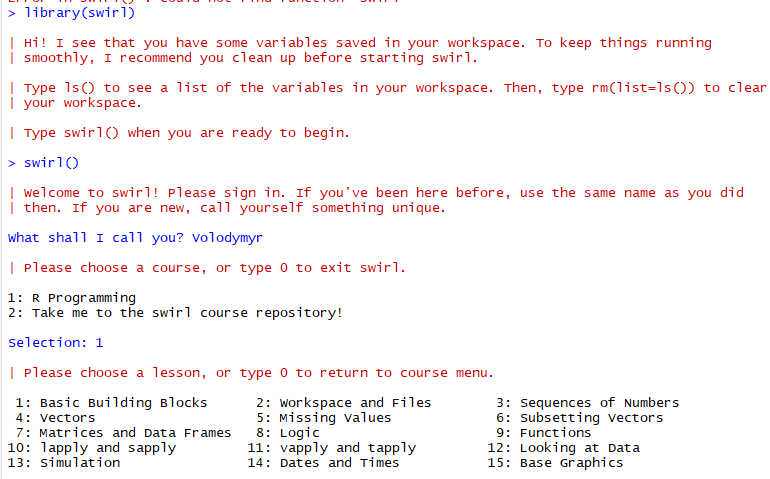 > library(swirl)
| Hi! I see that you have some variables saved in your workspace. To keep things running
| smoothly, I recommend you clean up before starting swirl.
| Type ls() to see a list of the variables in your workspace. Then, type rm(list=ls()) to clear
| your workspace.
| Type swirl() when you are ready to begin.
> swirl()
| Welcome to swirl! Please sign in. If you've been here before, use the same name as you did
| then. If you are new, call yourself something unique.
What shall I call you? Volodymyr
| Please choose a course, or type 0 to exit swirl.
1: R Programming
2: Take me to the swirl course repository!
Selection: 1
| Please choose a lesson, or type 0 to return to course menu.
1: Basic Building Blocks 2: Workspace and Files 3: Sequences of Numbers
4: Vectors 5: Missing Values 6: Subsetting Vectors
7: Matrices and Data Frames 8: Logic 9: Functions
10: lapply and sapply 11: vapply and tapply 12: Looking at Data
13: Simulation 14: Dates and Times 15: Base Graphics